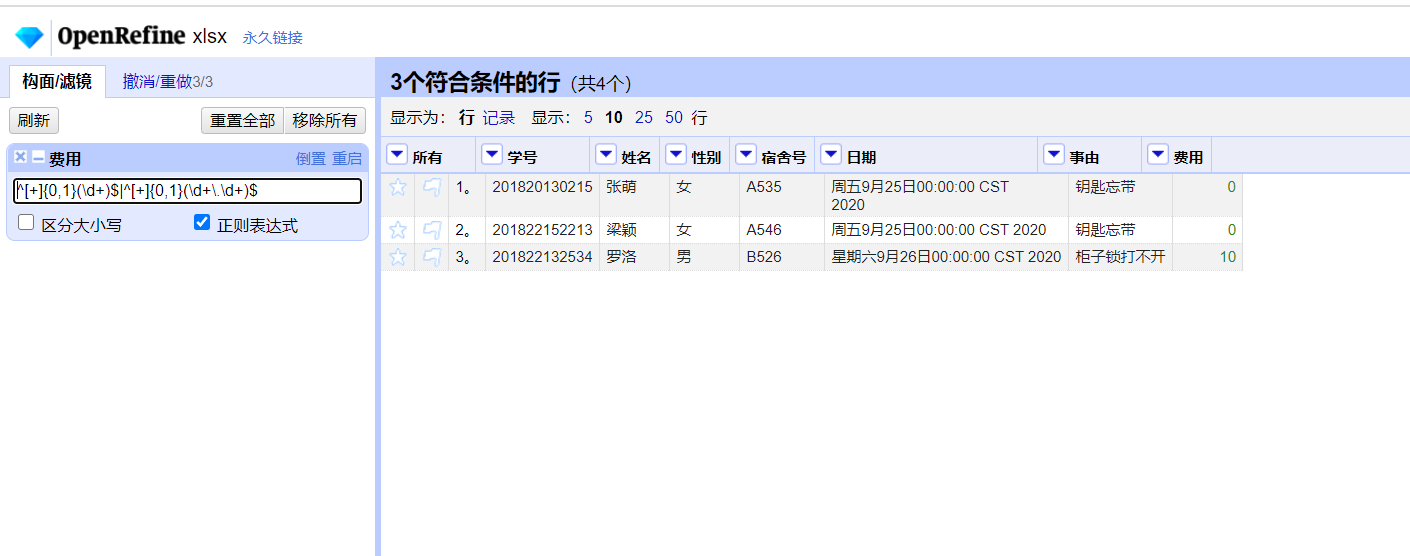 OpenRefine xlsx 永久链接
构面/滤镜 撤消/重做3/3
刷新 重置全部 移除所有
费用 倒置 重启
^[+]{0,1}(\d+)$|^[+]{0,1}(\d+\.\d+)$
区分大小写 正则表达式
3个符合条件的行 (共4个)
显示为: 行 记录 显示: 5 10 25 50 行
所有 学号 姓名 性别 宿舍号 日期 事由 费用
1。 201820130215 张萌 女 A535 周五9月25日00:00:00 CST 钥匙忘带 0
2020
2。 201822152213 梁颖 女 A546 周五9月25日00:00:00 CST 2020 钥匙忘带 0
3。 201822132534 罗洛 男 B526 星期六9月26日00:00:00 CST 2020 柜子锁打不开 10